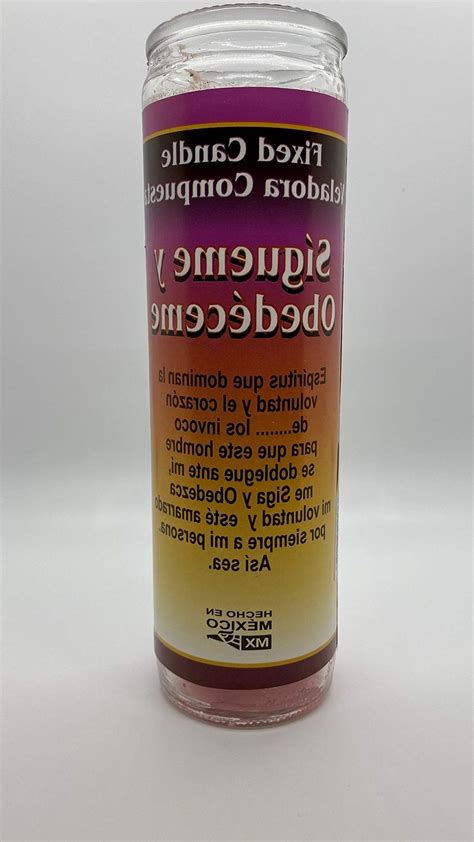 Fixed Candle
Veladora Compuesta
Sígueme y
Obedéceme
Espíritus que dominan la
voluntad y el corazón
de........ los invoco
para que este hombre
se doblegue ante mí,
me Siga y Obedezca
mi voluntad y esté amarrado
por siempre a mi persona.
Así sea.
HECHO EN
MÉXICO
MX